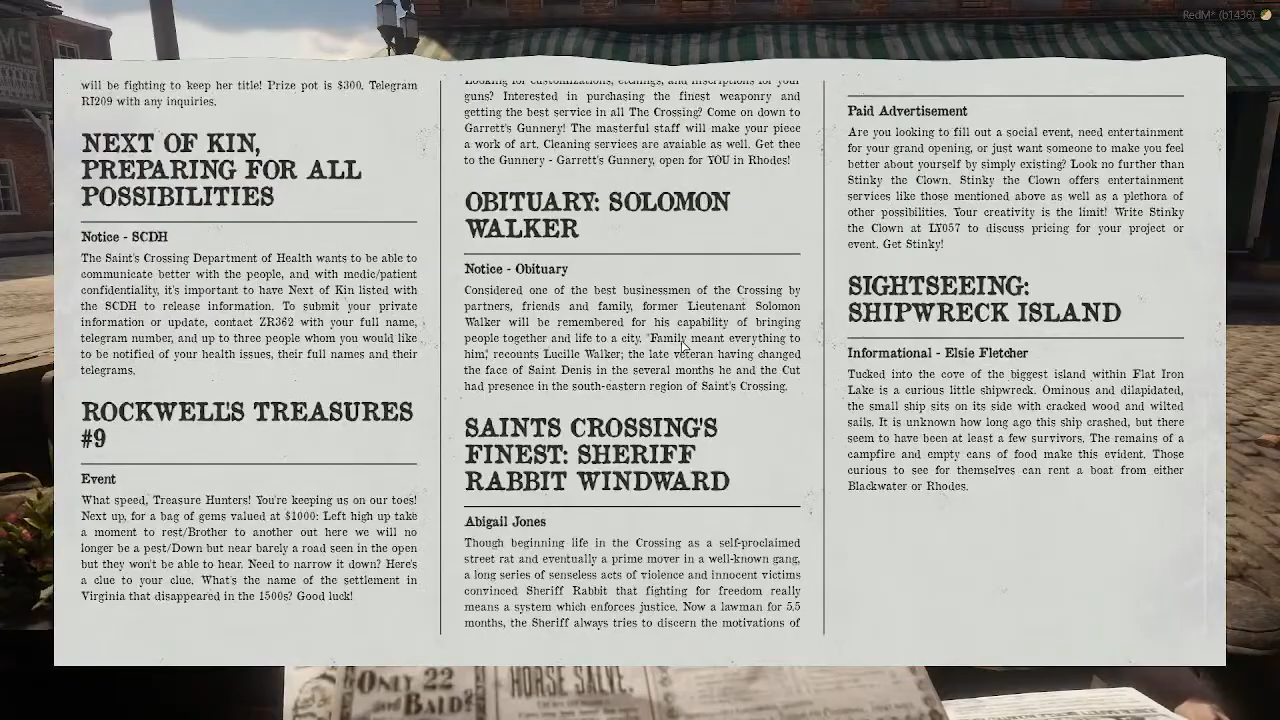 RedM* (b1436)
will be fighting to keep her title! Prize pot is $300. Telegram
RI209 with any inquiries.
NEXT OF KIN,
PREPARING FOR ALL
POSSIBILITIES
Notice - SCDH
The Saint's Crossing Department of Health wants to be able to
communicate better with the people, and with medic/patient
confidentiality, it's important to have Next of Kin listed with
the SCDH to release information. To submit your private
information or update, contact ZR362 with your full name,
telegram number, and up to three people whom you would like
to be notified of your health issues, their full names and their
telegrams.
ROCKWELL'S TREASURES
#9
Event
What speed, Treasure Hunters! You're keeping us on our toes!
Next up, for a bag of gems valued at $1000: Left high up take
a moment to rest/Brother to another out here we will no
longer be a pest/Down but near barely a road seen in the open
but they won't be able to hear. Need to narrow it down? Here's
a clue to your clue. What's the name of the settlement in
Virginia that disappeared in the 1500s? Good luck!
Looking for customizations, etchings, and inscriptions for your
guns? Interested in purchasing the finest weaponry and
getting the best service in all The Crossing? Come on down to
Garrett's Gunnery! The masterful staff will make your piece
a work of art. Cleaning services are avaiable as well. Get thee
to the Gunnery - Garrett's Gunnery, open for YOU in Rhodes!
OBITUARY: SOLOMON
WALKER
Notice - Obituary
Considered one of the best businessmen of the Crossing by
partners, friends and family, former Lieutenant Solomon
Walker will be remembered for his capability of bringing
people together and life to a city. "Family meant everything to
him," recounts Lucille Walker; the late veteran having changed
the face of Saint Denis in the several months he and the Cut
had presence in the south-eastern region of Saint's Crossing.
SAINTS CROSSING'S
FINEST: SHERIFF
RABBIT WINDWARD
Abigail Jones
Though beginning life in the Crossing as a self-proclaimed
street rat and eventually a prime mover in a well-known gang,
a long series of senseless acts of violence and innocent victims
convinced Sheriff Rabbit that fighting for freedom really
means a system which enforces justice. Now a lawman for 5.5
months, the Sheriff always tries to discern the motivations of
Paid Advertisement
Are you looking to fill out a social event, need entertainment
for your grand opening, or just want someone to make you feel
better about yourself by simply existing? Look no further than
Stinky the Clown. Stinky the Clown offers entertainment
services like those mentioned above as well as a plethora of
other possibilities. Your creativity is the limit! Write Stinky
the Clown at LY057 to discuss pricing for your project or
event. Get Stinky!
SIGHTSEEING:
SHIPWRECK ISLAND
Informational - Elsie Fletcher
Tucked into the cove of the biggest island within Flat Iron
Lake is a curious little shipwreck. Ominous and dilapidated,
the small ship sits on its side with cracked wood and wilted
sails. It is unknown how long ago this ship crashed, but there
seem to have been at least a few survivors. The remains of a
campfire and empty cans of food make this evident. Those
curious to see for themselves can rent a boat from either
Blackwater or Rhodes.
ONLY 22
BALD
HORSE SALVE.